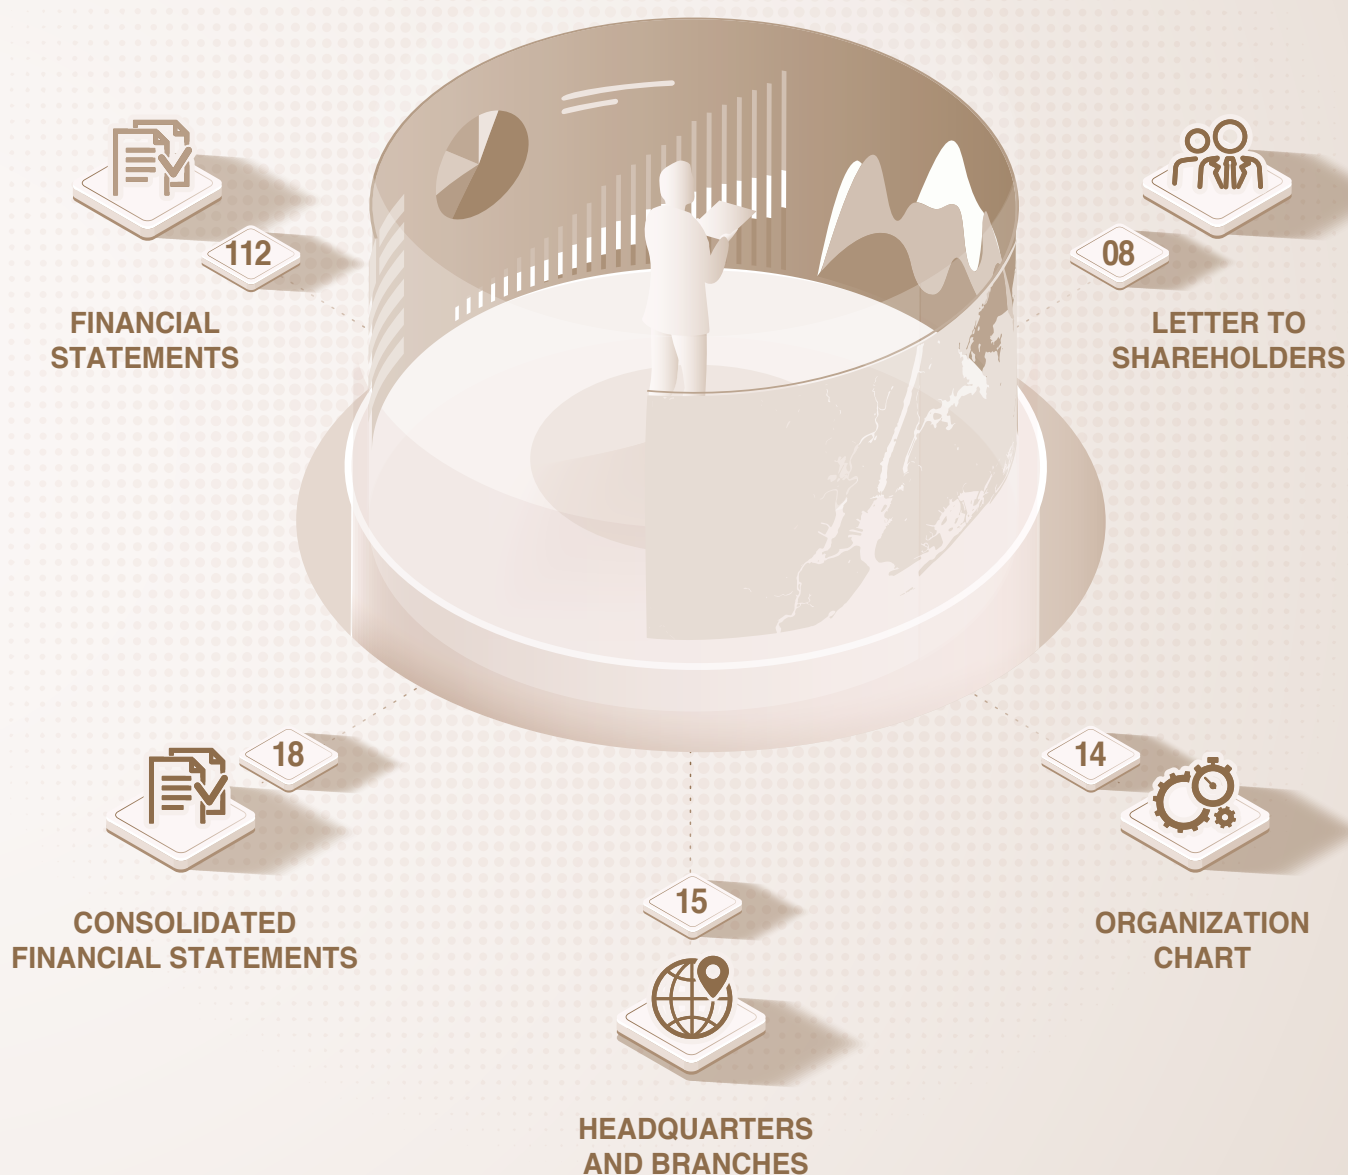 112
FINANCIAL
STATEMENTS
08
LETTER TO
SHAREHOLDERS
18
CONSOLIDATED
FINANCIAL STATEMENTS
15
HEADQUARTERS
AND BRANCHES
14
ORGANIZATION
CHART